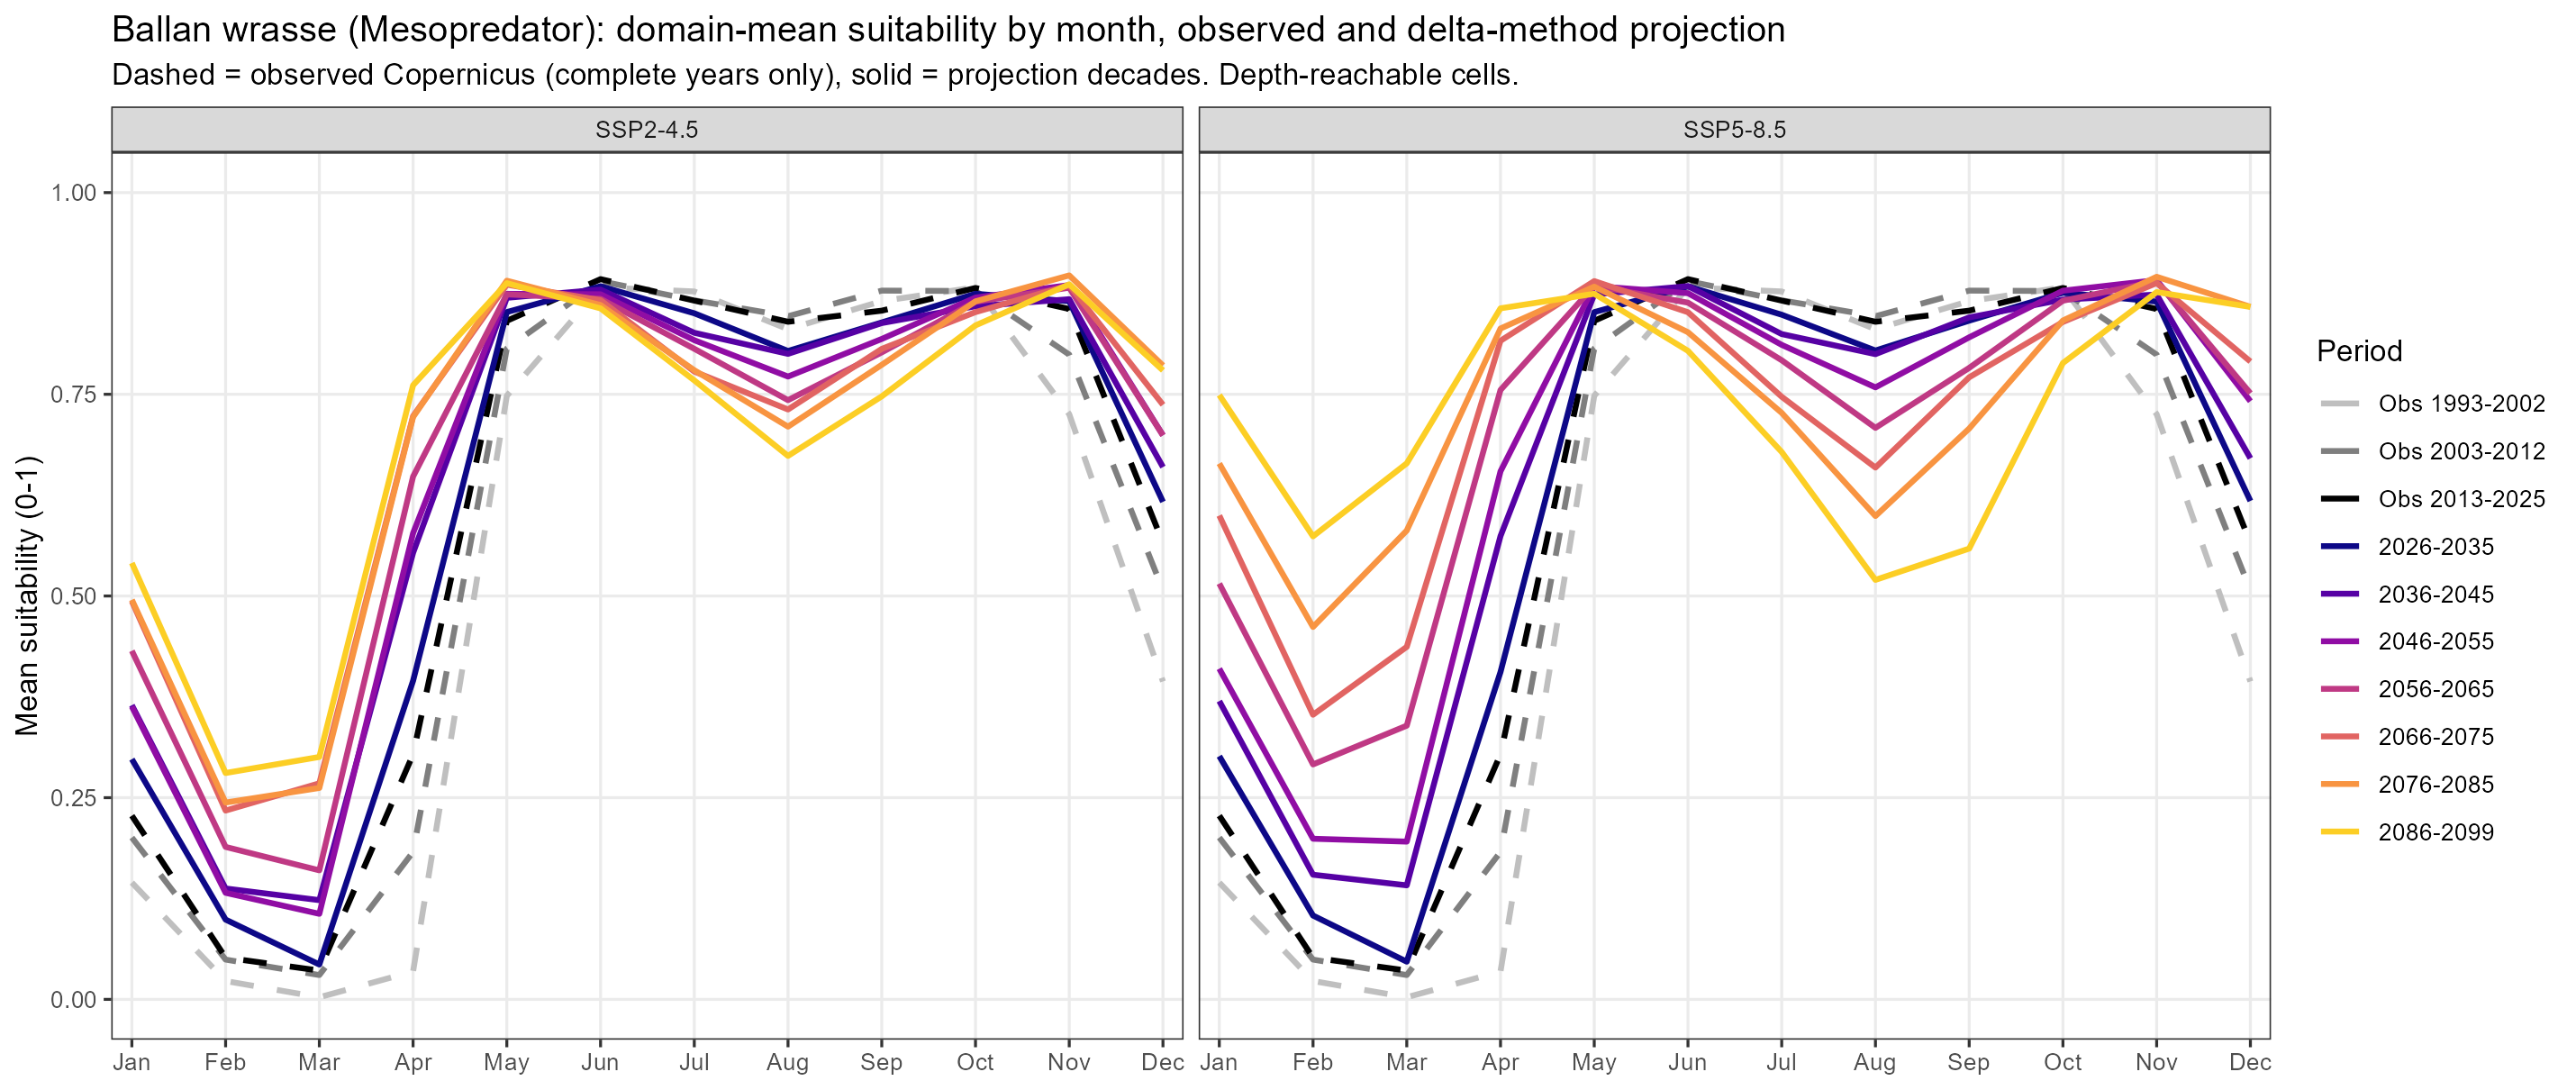 Ballan wrasse (Mesopredator): domain-mean suitability by month, observed and delta-method projection
Dashed = observed Copernicus (complete years only), solid = projection decades. Depth-reachable cells.
SSP2-4.5
SSP5-8.5
Mean suitability (0-1)
1.00
0.75
0.50
0.25
0.00
Jan Feb Mar Apr May Jun Jul Aug Sep Oct Nov Dec
Jan Feb Mar Apr May Jun Jul Aug Sep Oct Nov Dec
Period
Obs 1993-2002
Obs 2003-2012
Obs 2013-2025
2026-2035
2036-2045
2046-2055
2056-2065
2066-2075
2076-2085
2086-2099